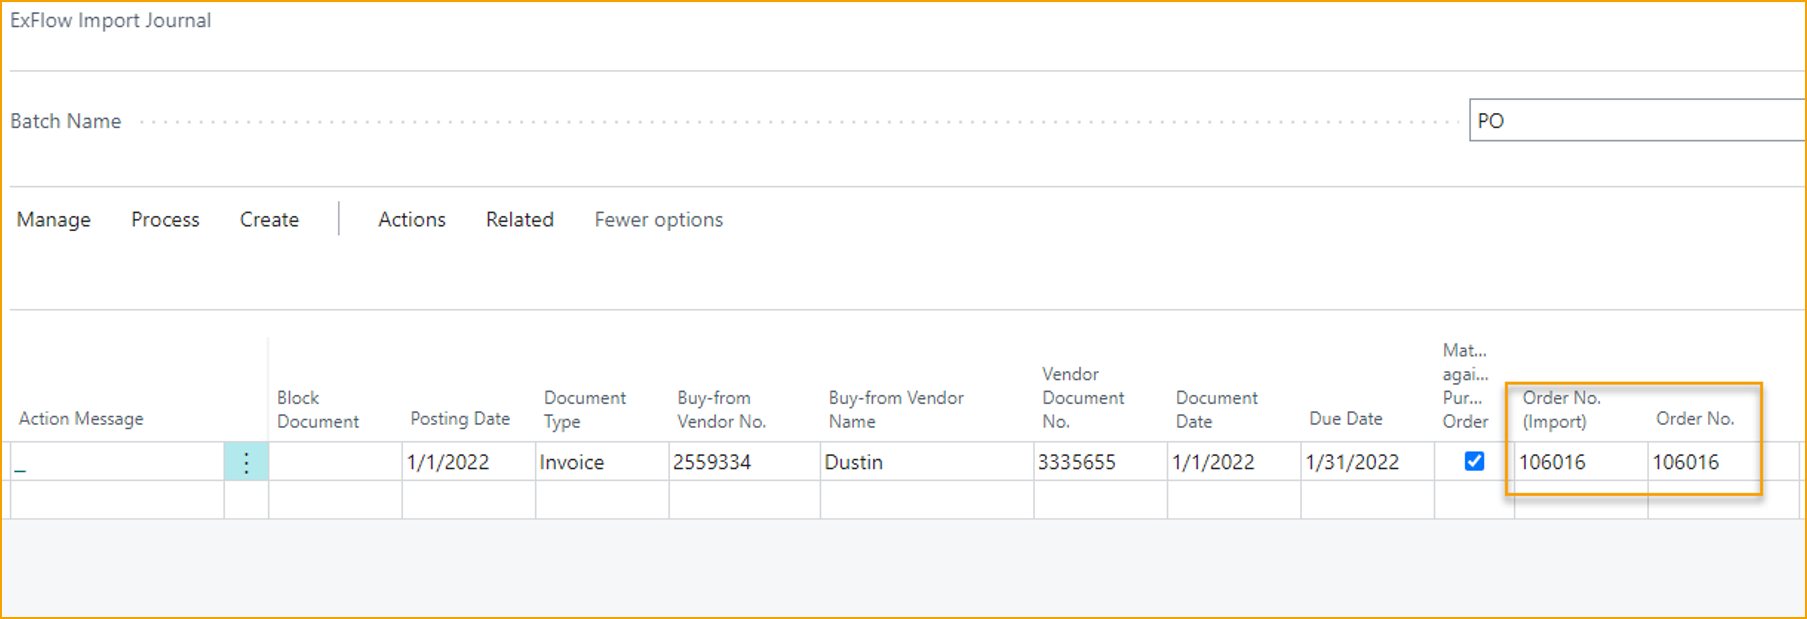 ExFlow Import Journal
Batch Name PO
Manage Process Create Actions Related Fewer options
Action Message
Block
Document
Posting Date
Document
Type
Buy-from
Vendor No.
Buy-from Vendor
Name
Vendor
Document
No.
Document
Date
Due Date
Mat...
agai...
Pur...
Order
Order No.
(Import)
Order No.
_ 1/1/2022 Invoice 2559334 Dustin 3335655 1/1/2022 1/31/2022 106016 106016